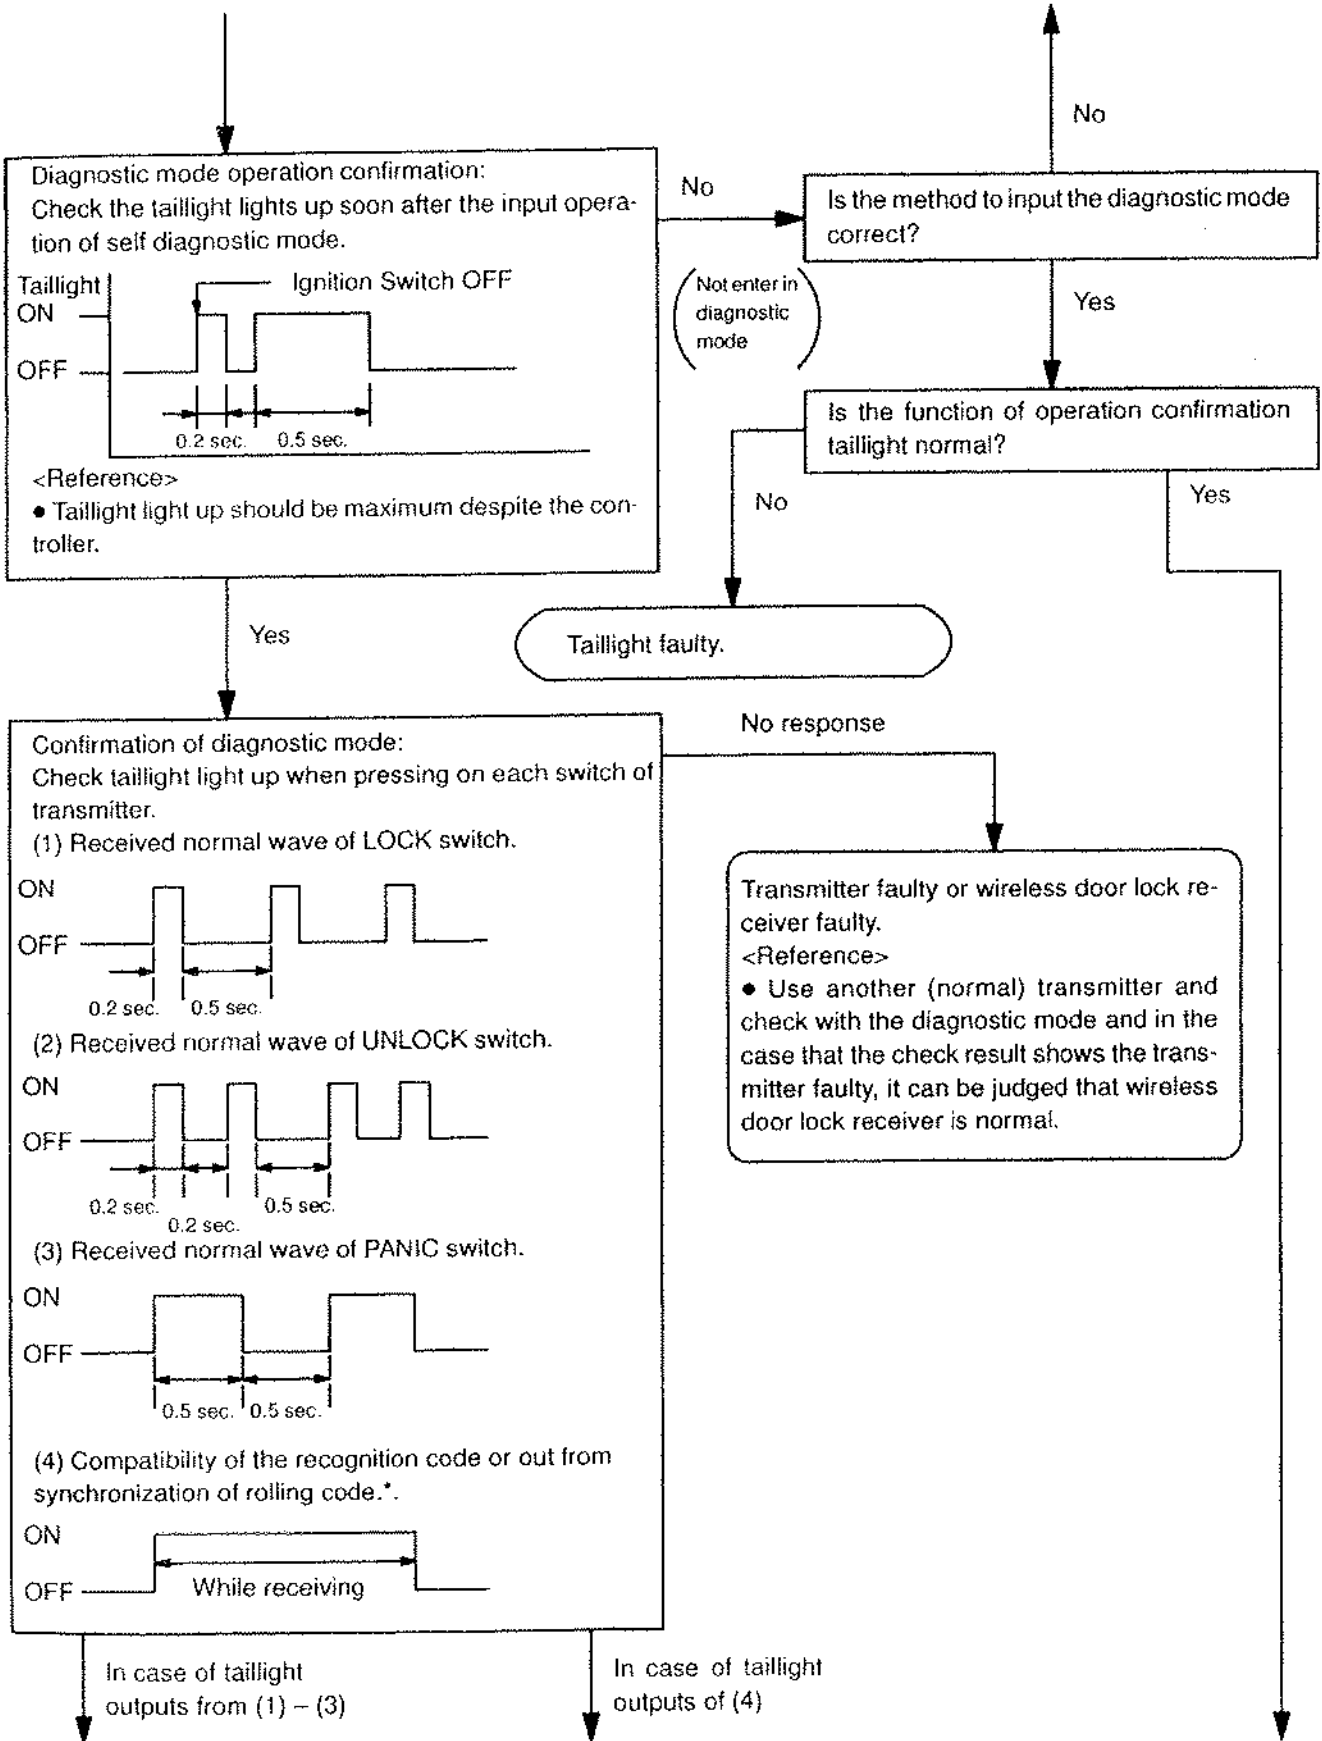 No
Diagnostic mode operation confirmation:
Check the taillight lights up soon after the input opera-
tion of self diagnostic mode.
Taillight
Ignition Switch OFF
ON
OFF
0.2 sec.
0.5 sec.
<Reference>
● Taillight light up should be maximum despite the con-
troller.
No
(Not enter in
diagnostic
mode)
Is the method to input the diagnostic mode
correct?
Yes
Is the function of operation confirmation
taillight normal?
No
Yes
Taillight faulty.
Yes
Confirmation of diagnostic mode:
Check taillight light up when pressing on each switch of
transmitter.
(1) Received normal wave of LOCK switch.
ON
OFF
0.2 sec.
0.5 sec.
(2) Received normal wave of UNLOCK switch.
ON
OFF
0.2 sec.
0.2 sec.
0.5 sec.
(3) Received normal wave of PANIC switch.
ON
OFF
0.5 sec.
0.5 sec.
(4) Compatibility of the recognition code or out from
synchronization of rolling code.*.
ON
OFF
While receiving
No response
Transmitter faulty or wireless door lock re-
ceiver faulty.
<Reference>
● Use another (normal) transmitter and
check with the diagnostic mode and in the
case that the check result shows the trans-
mitter faulty, it can be judged that wireless
door lock receiver is normal.
In case of taillight
outputs from (1) – (3)
In case of taillight
outputs of (4)